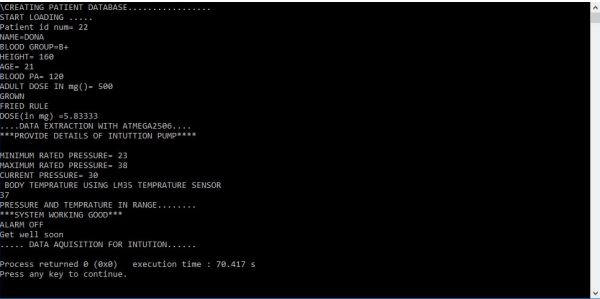 \CREATING PATIENT DATABASE.................
START LOADING .....
Patient id num= 22
NAME=DONA
BLOOD GROUP=B+
HEIGHT= 160
AGE= 21
BLOOD PA= 120
ADULT DOSE IN mg()= 500
GROWN
FRIED RULE
DOSE(in mg) =5.83333
....DATA EXTRACTION WITH ATMEGA2506....
***PROVIDE DETAILS OF INTUTTION PUMP****
MINIMUM RATED PRESSURE= 23
MAXIMUM RATED PRESSURE= 38
CURRENT PRESSURE= 30
BODY TEMPRATURE USING LM35 TEMPRATURE SENSOR
37
PRESSURE AND TEMPRATURE IN RANGE........
***SYSTEM WORKING GOOD***
ALARM OFF
Get well soon
..... DATA AQUISITION FOR INTUTION......
Process returned 0 (0x0)   execution time : 70.417 s
Press any key to continue.